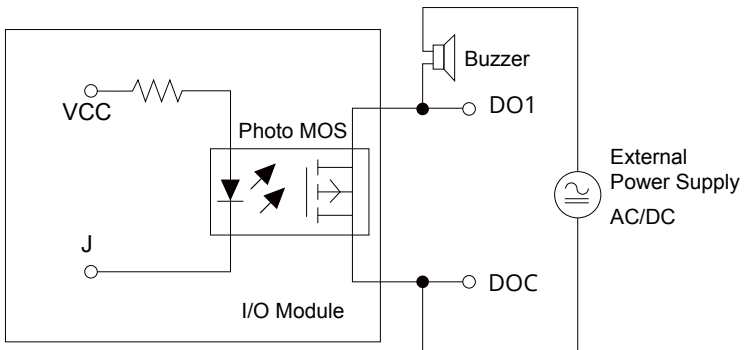 Buzzer
VCC
DO1
Photo MOS
External
Power Supply
AC/DC
J
DOC
I/O Module